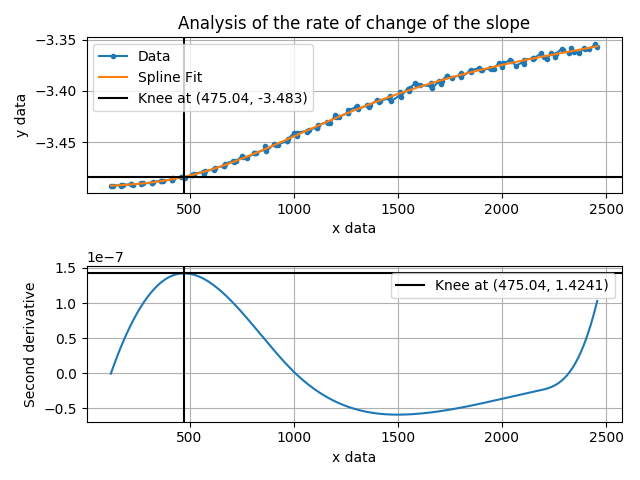 Analysis of the rate of change of the slope
−3.35
−3.40
−3.45
y data
Data
Spline Fit
Knee at (475.04, -3.483)
500
1000
1500
2000
2500
x data
1e−7
1.5
1.0
0.5
0.0
−0.5
Second derivative
Knee at (475.04, 1.4241)
500
1000
1500
2000
2500
x data